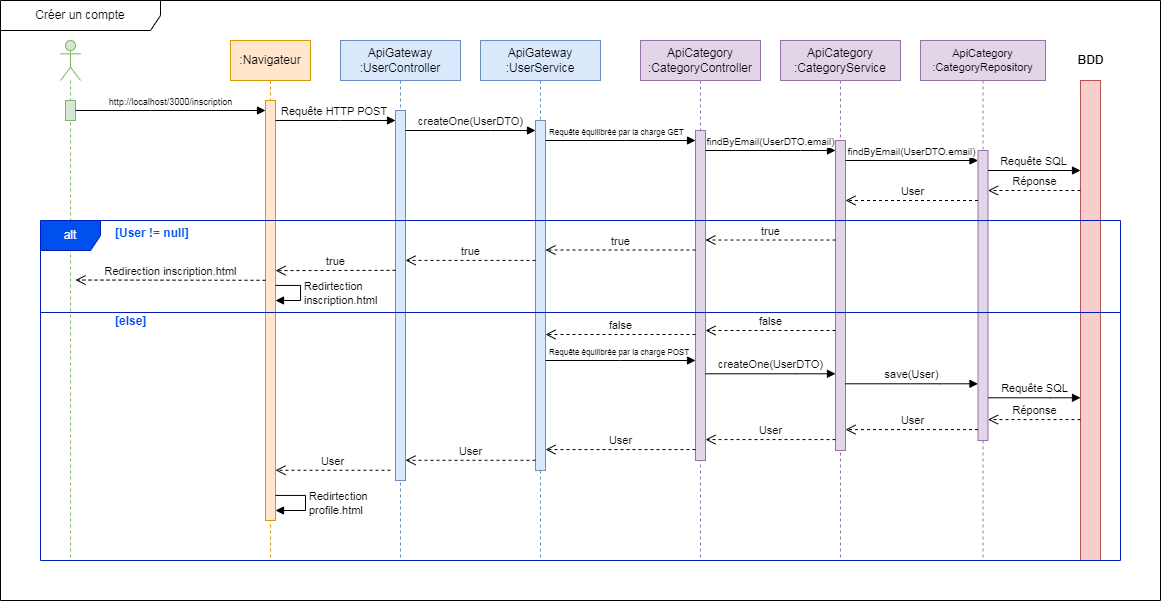 Créer un compte
:Navigateur
ApiGateway
:UserController
ApiGateway
:UserService
ApiCategory
:CategoryController
ApiCategory
:CategoryService
ApiCategory
:CategoryRepository
BDD
http://localhost/3000/inscription
Requête HTTP POST
createOne(UserDTO)
Requête équilibrée par la charge GET
findByEmail(UserDTO.email)
findByEmail(UserDTO.email)
Requête SQL
Réponse
User
alt
[User != null]
true
true
true
true
Redirection inscription.html
Redirtection
inscription.html
[else]
false
false
Requête équilibrée par la charge POST
createOne(UserDTO)
save(User)
Requête SQL
Réponse
User
User
User
User
User
Redirtection
profile.html